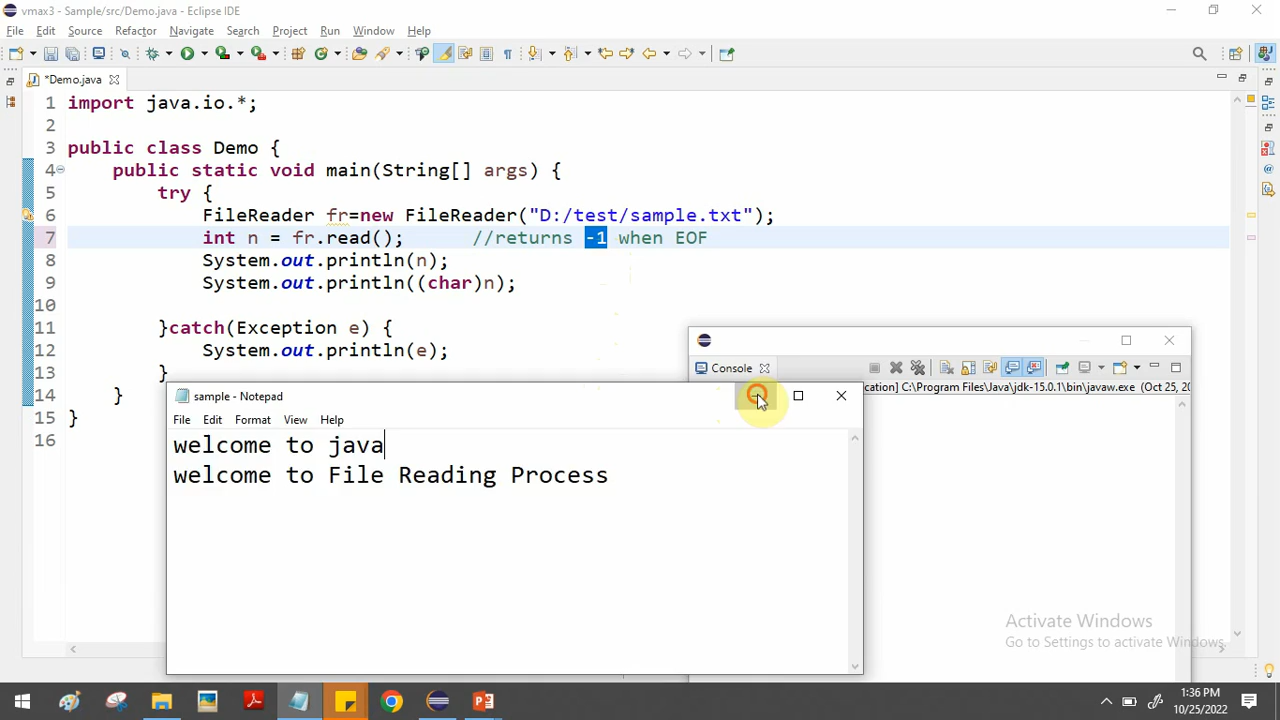 vmax3 - Sample/src/Demo.java - Eclipse IDE
File Edit Source Refactor Navigate Search Project Run Window Help
*Demo.java
1 import java.io.*;
2
3 public class Demo {
4 public static void main(String[] args) {
5 try {
6 FileReader fr=new FileReader("D:/test/sample.txt");
7 int n = fr.read(); //returns -1 when EOF
8 System.out.println(n);
9 System.out.println((char)n);
10
11 }catch(Exception e) {
12 System.out.println(e);
13 }
14 }
15 }
16
Console
cation] C:\Program Files\Java\jdk-15.0.1\bin\javaw.exe (Oct 25, 20
sample - Notepad
File Edit Format View Help
welcome to java
welcome to File Reading Process
Activate Windows
Go to Settings to activate Windows.
1:36 PM
10/25/2022